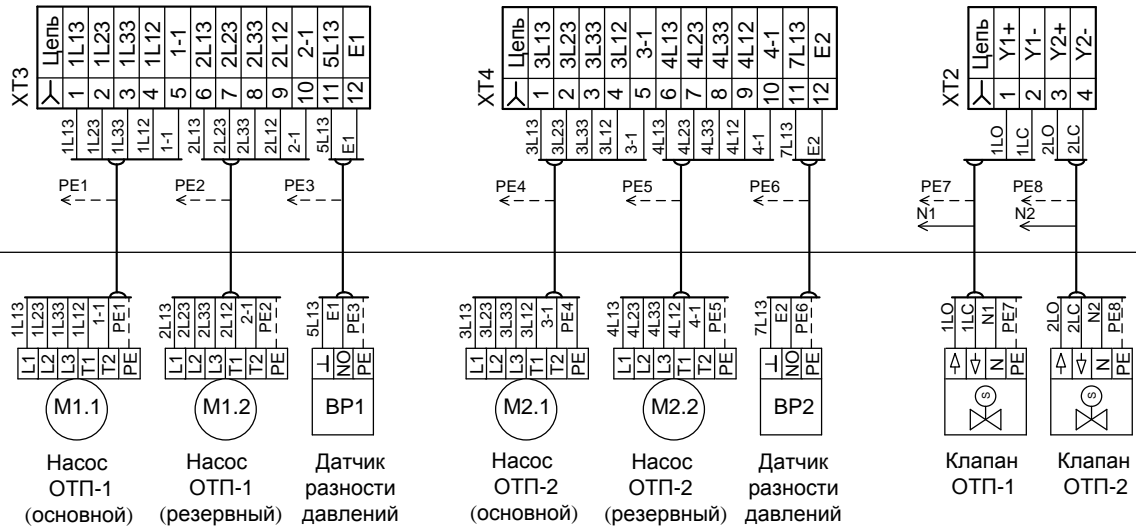 XT3
Цепь 1L13 1L23 1L33 1L12 1-1 2L13 2L23 2L33 2L12 2-1 5L13 E1
1 2 3 4 5 6 7 8 9 10 11 12
1L13 1L23 1L33 1L12 1-1 2L13 2L23 2L33 2L12 2-1 5L13 E1
XT4
Цепь 3L13 3L23 3L33 3L12 3-1 4L13 4L23 4L33 4L12 4-1 7L13 E2
1 2 3 4 5 6 7 8 9 10 11 12
3L13 3L23 3L33 3L12 3-1 4L13 4L23 4L33 4L12 4-1 7L13 E2
XT2
Цепь Y1+ Y1- Y2+ Y2-
1 2 3 4
1LO 1LC 2LO 2LC
PE1 PE2 PE3 PE4 PE5 PE6 PE7 PE8
N1 N2
1L13 1L23 1L33 1L12 1-1 PE1
L1 L2 L3 T1 T2 PE
M1.1
Насос
ОТП-1
(основной)
2L13 2L23 2L33 2L12 2-1 PE2
L1 L2 L3 T1 T2 PE
M1.2
Насос
ОТП-1
(резервный)
5L13 E1 PE3
NO PE
BP1
Датчик
разности
давлений
3L13 3L23 3L33 3L12 3-1 PE4
L1 L2 L3 T1 T2 PE
M2.1
Насос
ОТП-2
(основной)
4L13 4L23 4L33 4L12 4-1 PE5
L1 L2 L3 T1 T2 PE
M2.2
Насос
ОТП-2
(резервный)
7L13 E2 PE6
NO PE
BP2
Датчик
разности
давлений
1LO 1LC N1 PE7
N PE
S
Клапан
ОТП-1
2LO 2LC N2 PE8
N PE
S
Клапан
ОТП-2